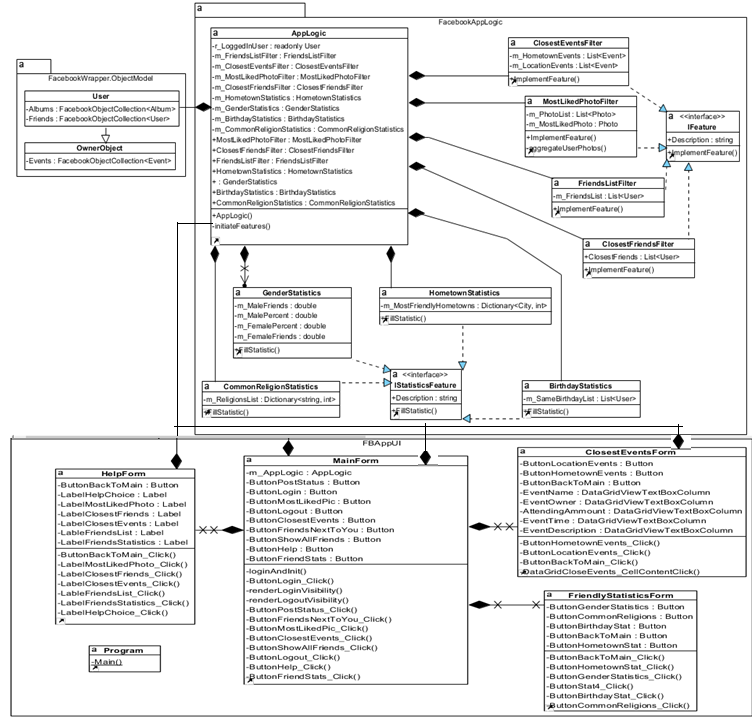 FacebookAppLogic
a
AppLogic
-r_LoggedInUser : readonly User
-m_FriendsListFilter : FriendsListFilter
-m_ClosestEventsFilter : ClosestEventsFilter
-m_MostLikedPhotoFilter : MostLikedPhotoFilter
-m_ClosestFriendsFilter : ClosestFriendsFilter
-m_HometownStatistics : HometownStatistics
-m_GenderStatistics : GenderStatistics
-m_BirthdayStatistics : BirthdayStatistics
-m_CommonReligionStatistics : CommonReligionStatistics
+MostLikedPhotoFilter : MostLikedPhotoFilter
+ClosestFriendsFilter : ClosestFriendsFilter
+FriendsListFilter : FriendsListFilter
+HometownStatistics : HometownStatistics
+ : GenderStatistics
+BirthdayStatistics : BirthdayStatistics
+CommonReligionStatistics : CommonReligionStatistics
+AppLogic()
-initiateFeatures()
a
FacebookWrapper.ObjectModel
User
-Albums : FacebookObjectCollection<Album>
-Friends : FacebookObjectCollection<User>
OwnerObject
-Events : FacebookObjectCollection<Event>
a
ClosestEventsFilter
-m_HometownEvents : List<Event>
-m_LocationEvents : List<Event>
+ImplementFeature()
a
MostLikedPhotoFilter
-m_PhotoList : List<Photo>
-m_MostLikedPhoto : Photo
+ImplementFeature()
-aggregateUserPhotos()
a
<<interface>>
IFeature
+Description : string
+ImplementFeature()
a
FriendsListFilter
-m_FriendsList : List<User>
+ImplementFeature()
a
ClosestFriendsFilter
+ClosestFriends : List<User>
+ImplementFeature()
a
GenderStatistics
-m_MaleFriends : double
-m_MalePercent : double
-m_FemalePercent : double
-m_FemaleFriends : double
+FillStatistic()
a
HometownStatistics
-m_MostFriendlyHometowns : Dictionary<City, int>
+FillStatistic()
a
CommonReligionStatistics
-m_ReligionsList : Dictionary<string, int>
+FillStatistic()
a
<<interface>>
IStatisticsFeature
+Description : string
+FillStatistic()
a
BirthdayStatistics
-m_SameBirthdayList : List<User>
+FillStatistic()
FBAppUI
a
HelpForm
-ButtonBackToMain : Button
-LabelHelpChoice : Label
-LabelMostLikedPhoto : Label
-LabelClosestFriends : Label
-LabelClosestEvents : Label
-LableFriendsList : Label
-LableFriendsStatistics : Label
-ButtonBackToMain_Click()
-LabelMostLikedPhoto_Click()
-LabelClosestFriends_Click()
-LabelClosestEvents_Click()
-LableFriendsList_Click()
-LableFriendsStatistics_Click()
-LabelHelpChoice_Click()
a
Program
-Main()
a
MainForm
-m_AppLogic : AppLogic
-ButtonPostStatus : Button
-ButtonLogin : Button
-ButtonMostLikedPic : Button
-ButtonLogout : Button
-ButtonClosestEvents : Button
-ButtonFriendsNextToYou : Button
-ButtonShowAllFriends : Button
-ButtonHelp : Button
-ButtonFriendStats : Button
-loginAndInit()
-ButtonLogin_Click()
-renderLoginVisibility()
-renderLogoutVisibility()
-ButtonPostStatus_Click()
-ButtonFriendsNextToYou_Click()
-ButtonMostLikedPic_Click()
-ButtonClosestEvents_Click()
-ButtonShowAllFriends_Click()
-ButtonLogout_Click()
-ButtonHelp_Click()
-ButtonFriendStats_Click()
a
ClosestEventsForm
-ButtonLocationEvents : Button
-ButtonHometownEvents : Button
-ButtonBackToMain : Button
-EventName : DataGridViewTextBoxColumn
-EventOwner : DataGridViewTextBoxColumn
-AttendingAmmount : DataGridViewTextBoxColumn
-EventTime : DataGridViewTextBoxColumn
-EventDescription : DataGridViewTextBoxColumn
-ButtonHometownEvents_Click()
-ButtonLocationEvents_Click()
-ButtonBackToMain_Click()
-DataGridCloseEvents_CellContentClick()
a
FriendlyStatisticsForm
-ButtonGenderStatistics : Button
-ButtonCommonReligions : Button
-ButtonBirthdayStat : Button
-ButtonBackToMain : Button
-ButtonHometownStat : Button
-ButtonBackToMain_Click()
-ButtonHometownStat_Click()
-ButtonGenderStatistics_Click()
-ButtonStat4_Click()
-ButtonBirthdayStat_Click()
-ButtonCommonReligions_Click()